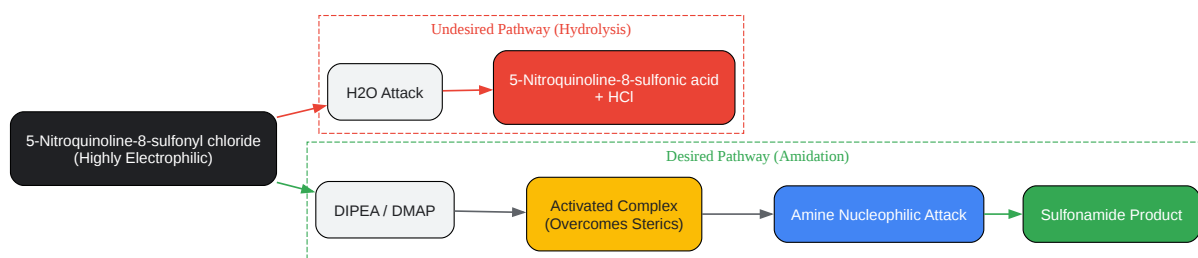 Undesired Pathway (Hydrolysis)
H2O Attack
5-Nitroquinoline-8-sulfonic acid
+ HCl
5-Nitroquinoline-8-sulfonyl chloride
(Highly Electrophilic)
Desired Pathway (Amidation)
DIPEA / DMAP
Activated Complex
(Overcomes Sterics)
Amine Nucleophilic Attack
Sulfonamide Product